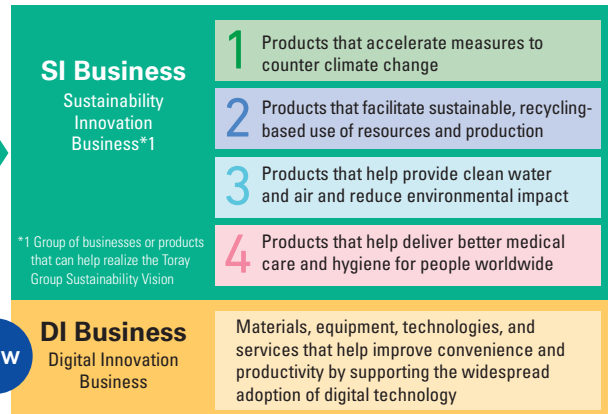 SI Business
Sustainability
Innovation
Business*1
*1 Group of businesses or products
that can help realize the Toray
Group Sustainability Vision
1 Products that accelerate measures to
counter climate change
2 Products that facilitate sustainable, recycling-
based use of resources and production
3 Products that help provide clean water
and air and reduce environmental impact
4 Products that help deliver better medical
care and hygiene for people worldwide
W
DI Business
Digital Innovation
Business
Materials, equipment, technologies, and
services that help improve convenience and
productivity by supporting the widespread
adoption of digital technology